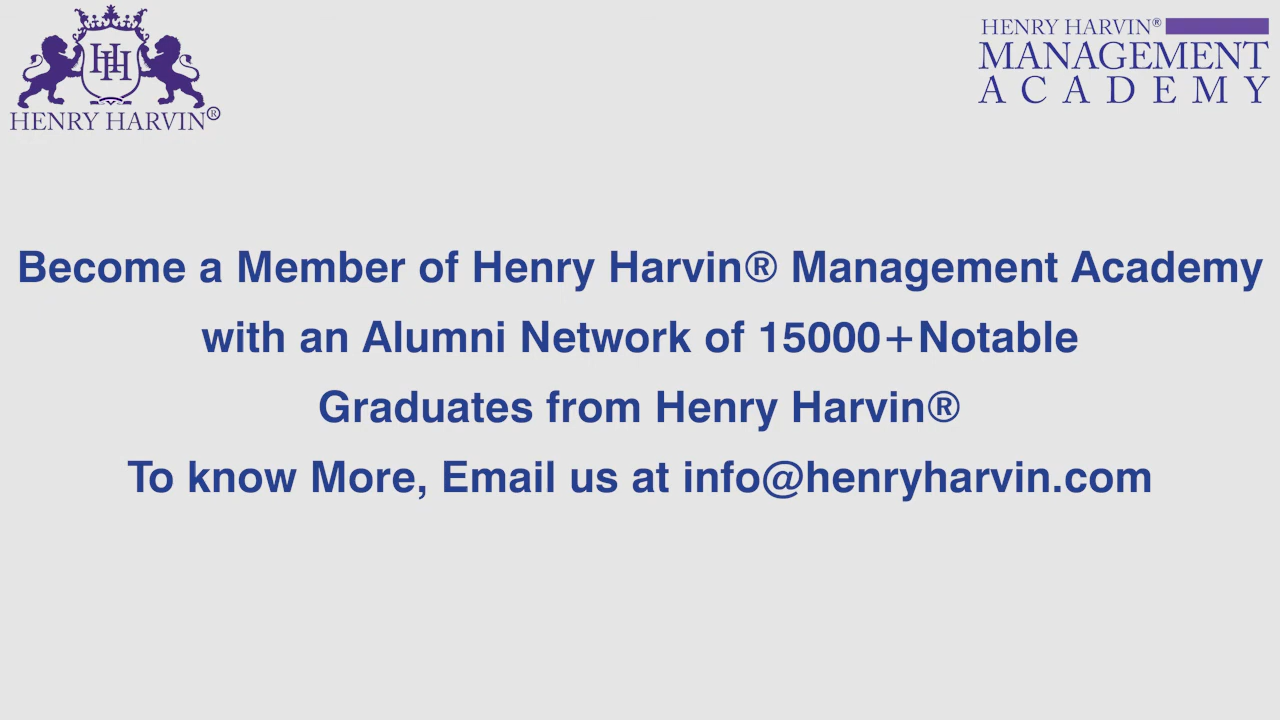 HH
HENRY HARVIN®
HENRY HARVIN®
MANAGEMENT
ACADEMY
Become a Member of Henry Harvin® Management Academy
with an Alumni Network of 15000+Notable
Graduates from Henry Harvin®
To know More, Email us at info@henryharvin.com